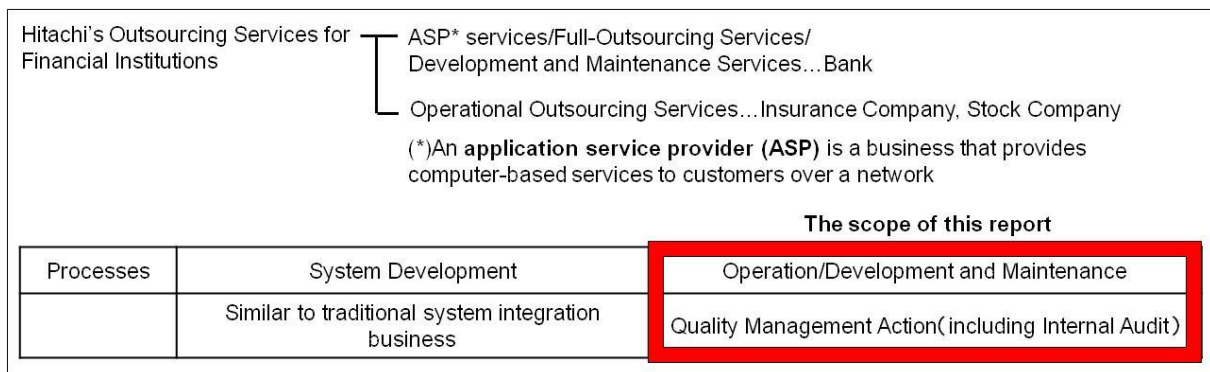 Hitachi's Outsourcing Services for
Financial Institutions
ASP* services/Full-Outsourcing Services/
Development and Maintenance Services...Bank
Operational Outsourcing Services...Insurance Company, Stock Company
(*)An application service provider (ASP) is a business that provides
computer-based services to customers over a network
The scope of this report
Processes
System Development
Operation/Development and Maintenance
Similar to traditional system integration
business
Quality Management Action(including Internal Audit)